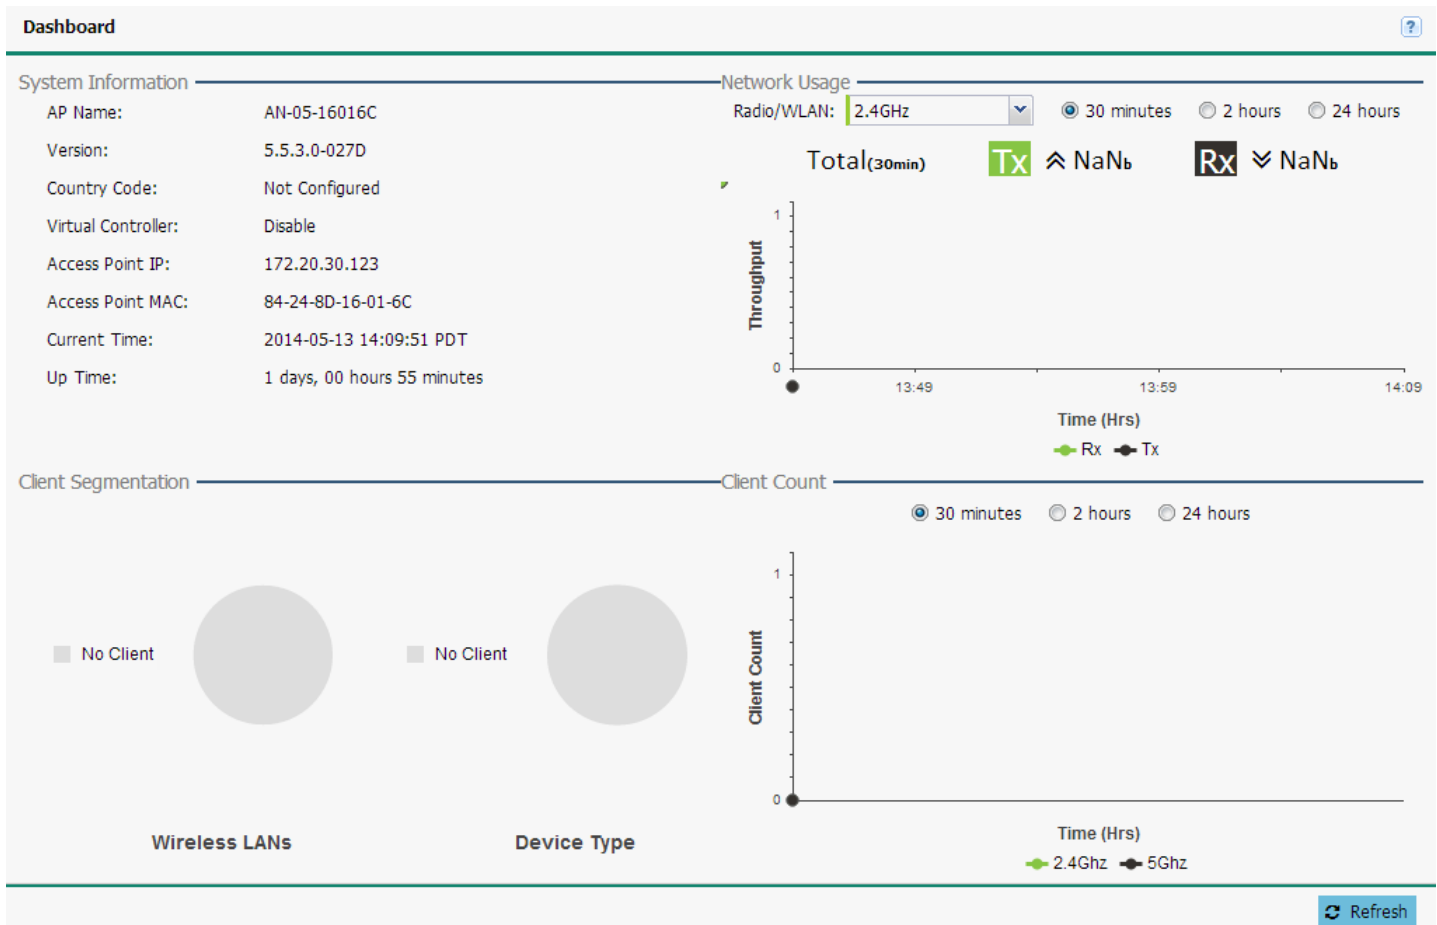 Dashboard
?
System Information
AP Name: AN-05-16016C
Version: 5.5.3.0-027D
Country Code: Not Configured
Virtual Controller: Disable
Access Point IP: 172.20.30.123
Access Point MAC: 84-24-8D-16-01-6C
Current Time: 2014-05-13 14:09:51 PDT
Up Time: 1 days, 00 hours 55 minutes
Network Usage
Radio/WLAN: 2.4GHz 30 minutes 2 hours 24 hours
Total(30min) Tx NaNb Rx NaNb
1
Throughput
0
13:49 13:59 14:09
Time (Hrs)
Rx Tx
Client Segmentation
No Client No Client
Wireless LANs Device Type
Client Count
30 minutes 2 hours 24 hours
1
Client Count
0
Time (Hrs)
2.4Ghz 5Ghz
Refresh